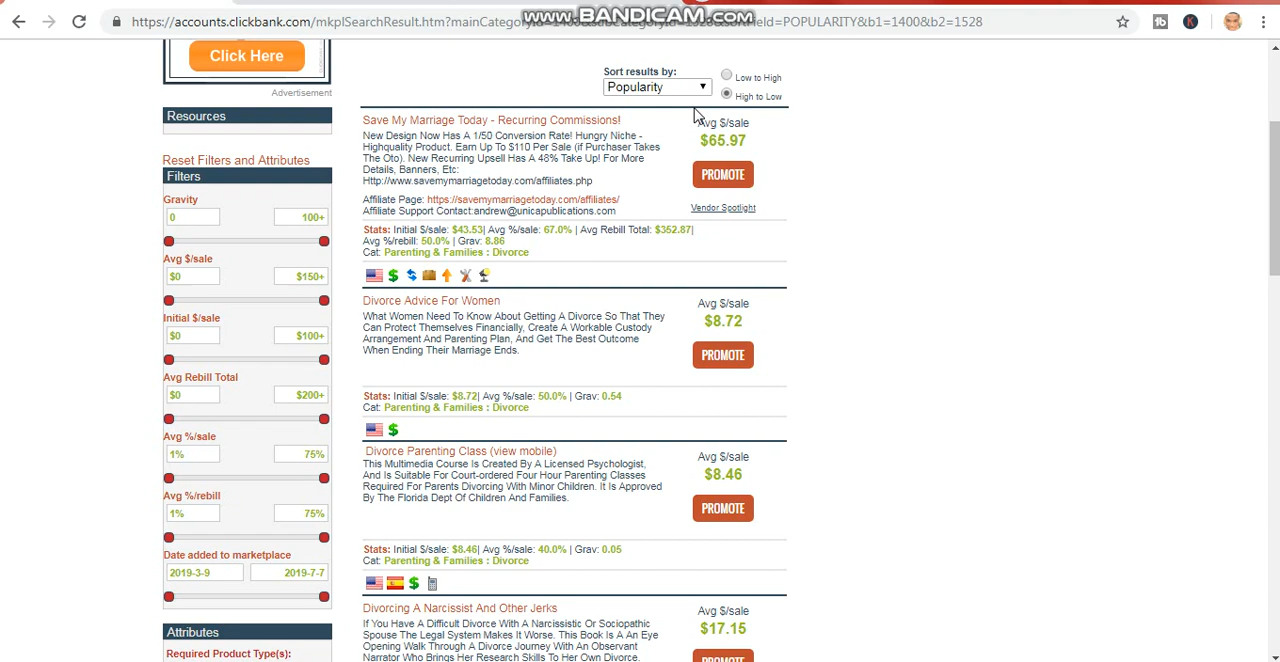 https://accounts.clickbank.com/mkplSearchResult.htm?mainCategoryId=1400&subCategoryId=1528&sortField=POPULARITY&b1=1400&b2=1528
WWW.BANDICAM.COM
Click Here
Advertisement
Resources
Reset Filters and Attributes
Filters
Gravity
0 100+
Avg $/sale
$0 $150+
Initial $/sale
$0 $100+
Avg Rebill Total
$0 $200+
Avg %/sale
1% 75%
Avg %/rebill
1% 75%
Date added to marketplace
2019-3-9 2019-7-7
Attributes
Required Product Type(s):
Sort results by:
Popularity
Low to High
High to Low
Save My Marriage Today - Recurring Commissions!
New Design Now Has A 1/50 Conversion Rate! Hungry Niche -
Highquality Product. Earn Up To $110 Per Sale (if Purchaser Takes
The Oto). New Recurring Upsell Has A 48% Take Up! For More
Details, Banners, Etc:
Http://www.savemymarriagetoday.com/affiliates.php
Affiliate Page: https://savemymarriagetoday.com/affiliates/
Affiliate Support Contact:andrew@unicapublications.com
Avg $/sale
$65.97
PROMOTE
Vendor Spotlight
Stats: Initial $/sale: $43.53| Avg %/sale: 67.0% | Avg Rebill Total: $352.87|
Avg %/rebill: 50.0% | Grav: 8.86
Cat: Parenting & Families : Divorce
Divorce Advice For Women
What Women Need To Know About Getting A Divorce So That They
Can Protect Themselves Financially, Create A Workable Custody
Arrangement And Parenting Plan, And Get The Best Outcome
When Ending Their Marriage Ends.
Avg $/sale
$8.72
PROMOTE
Stats: Initial $/sale: $8.72| Avg %/sale: 50.0% | Grav: 0.54
Cat: Parenting & Families : Divorce
Divorce Parenting Class (view mobile)
This Multimedia Course Is Created By A Licensed Psychologist,
And Is Suitable For Court-ordered Four Hour Parenting Classes
Required For Parents Divorcing With Minor Children. It Is Approved
By The Florida Dept Of Children And Families.
Avg $/sale
$8.46
PROMOTE
Stats: Initial $/sale: $8.46| Avg %/sale: 40.0% | Grav: 0.05
Cat: Parenting & Families : Divorce
Divorcing A Narcissist And Other Jerks
If You Have A Difficult Divorce With A Narcissistic Or Sociopathic
Spouse The Legal System Makes It Worse. This Book Is A An Eye
Opening Walk Through A Divorce Journey With An Observant
Narrator Who Brings Her Research Skills To Her Own Divorce.
Avg $/sale
$17.15
PROMOTE